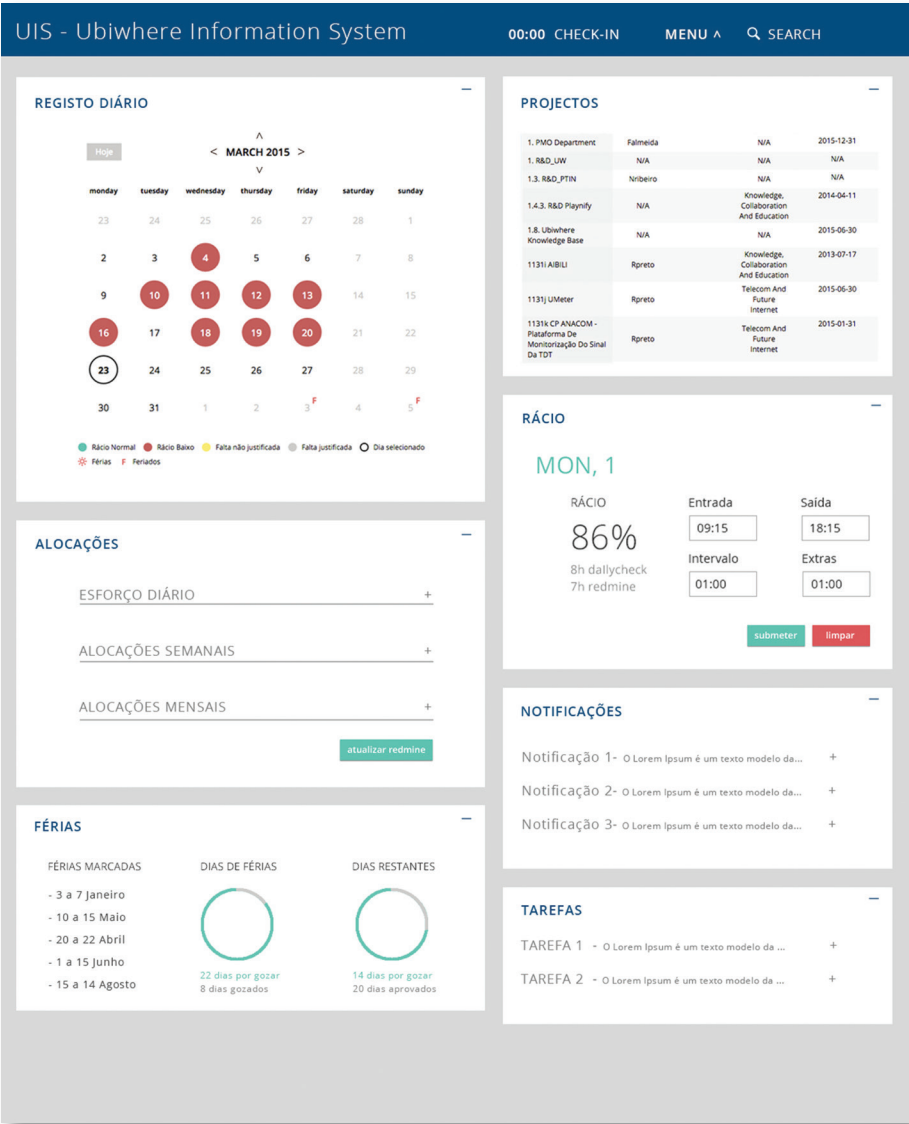 UIS - Ubiwhere Information System
00:00 CHECK-IN MENU ˄ SEARCH
REGISTO DIÁRIO
Hoje
< MARCH 2015 >
monday tuesday wednesday thursday friday saturday sunday
23 24 25 26 27 28 1
2 3 4 5 6 7 8
9 10 11 12 13 14 15
16 17 18 19 20 21 22
23 24 25 26 27 28 29
30 31 1 2 3 F 4 5 F
Rácio Normal Rácio Baixo Falta não justificada Falta justificada Dia selecionado
Férias F Feriados
PROJECTOS
1. PMO Department Falmeida N/A 2015-12-31
1. R&D_UW N/A N/A N/A
1.3. R&D_PTIN Nribeiro N/A N/A
1.4.3. R&D Playnify N/A Knowledge, 2014-04-11
Collaboration
And Education
1.8. Ubiwhere N/A N/A 2015-06-30
Knowledge Base
1131i AIBILI Rpreto Knowledge, 2013-07-17
Collaboration
And Education
1131j UMeter Rpreto Telecom And 2015-06-30
Future
Internet
1131k CP ANACOM - Rpreto Telecom And 2015-01-31
Plataforma De Future
Monitorização Do Sinal Internet
Da TDT
RÁCIO
MON, 1
RÁCIO
86%
8h dallycheck
7h redmine
Entrada Saída
09:15 18:15
Intervalo Extras
01:00 01:00
submeter limpar
ALOCAÇÕES
ESFORÇO DIÁRIO +
ALOCAÇÕES SEMANAIS +
ALOCAÇÕES MENSAIS +
atualizar redmine
NOTIFICAÇÕES
Notificação 1- O Lorem Ipsum é um texto modelo da... +
Notificação 2- O Lorem Ipsum é um texto modelo da... +
Notificação 3- O Lorem Ipsum é um texto modelo da... +
FÉRIAS
FÉRIAS MARCADAS
- 3 a 7 Janeiro
- 10 a 15 Maio
- 20 a 22 Abril
- 1 a 15 Junho
- 15 a 14 Agosto
DIAS DE FÉRIAS
22 dias por gozar
8 dias gozados
DIAS RESTANTES
14 dias por gozar
20 dias aprovados
TAREFAS
TAREFA 1 - O Lorem Ipsum é um texto modelo da ... +
TAREFA 2 - O Lorem Ipsum é um texto modelo da ... +